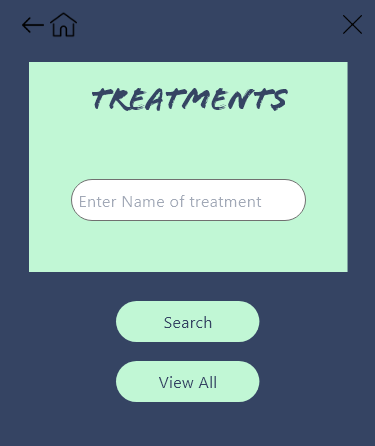 TREATMENTS
Enter Name of treatment
Search
View All